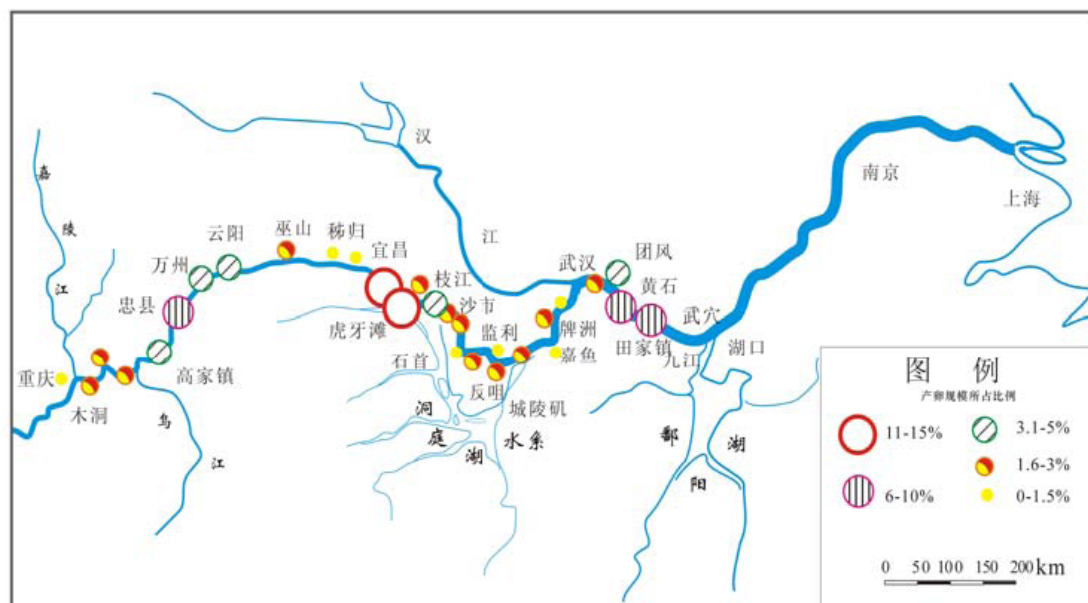 汉
江
嘉
陵
江
南京
上海
云阳
巫山
秭归
宜昌
万州
忠县
枝江
沙市
武汉
团风
黄石
虎牙滩
监利
牌洲
武穴
石首
嘉鱼
田家镇
九江
湖口
重庆
高家镇
反咀
木洞
乌
江
城陵矶
洞
庭
湖
水系
鄱
阳
湖
图 例
产卵规模所占比例
11-15%
3.1-5%
6-10%
1.6-3%
0-1.5%
0 50 100 150 200 km